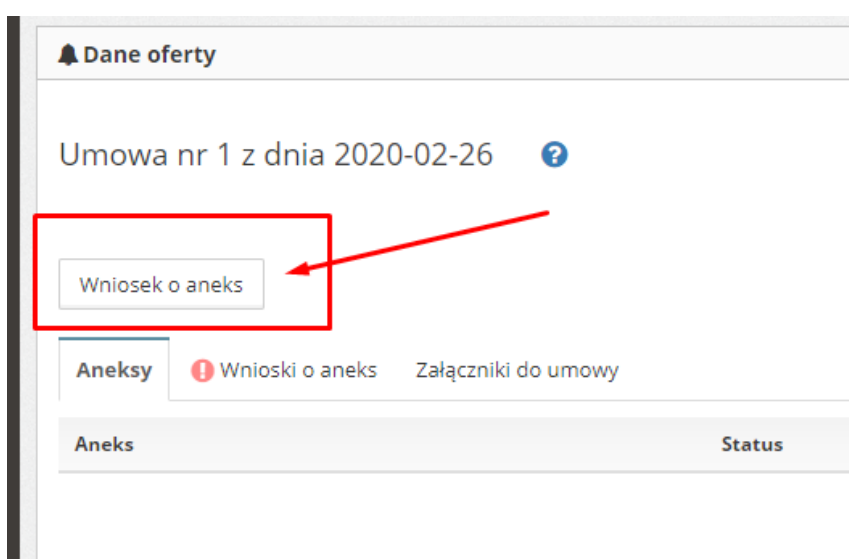 Dane oferty
Umowa nr 1 z dnia 2020-02-26 ?
Wniosek o aneks
Aneksy ! Wnioski o aneks Załączniki do umowy
Aneks Status